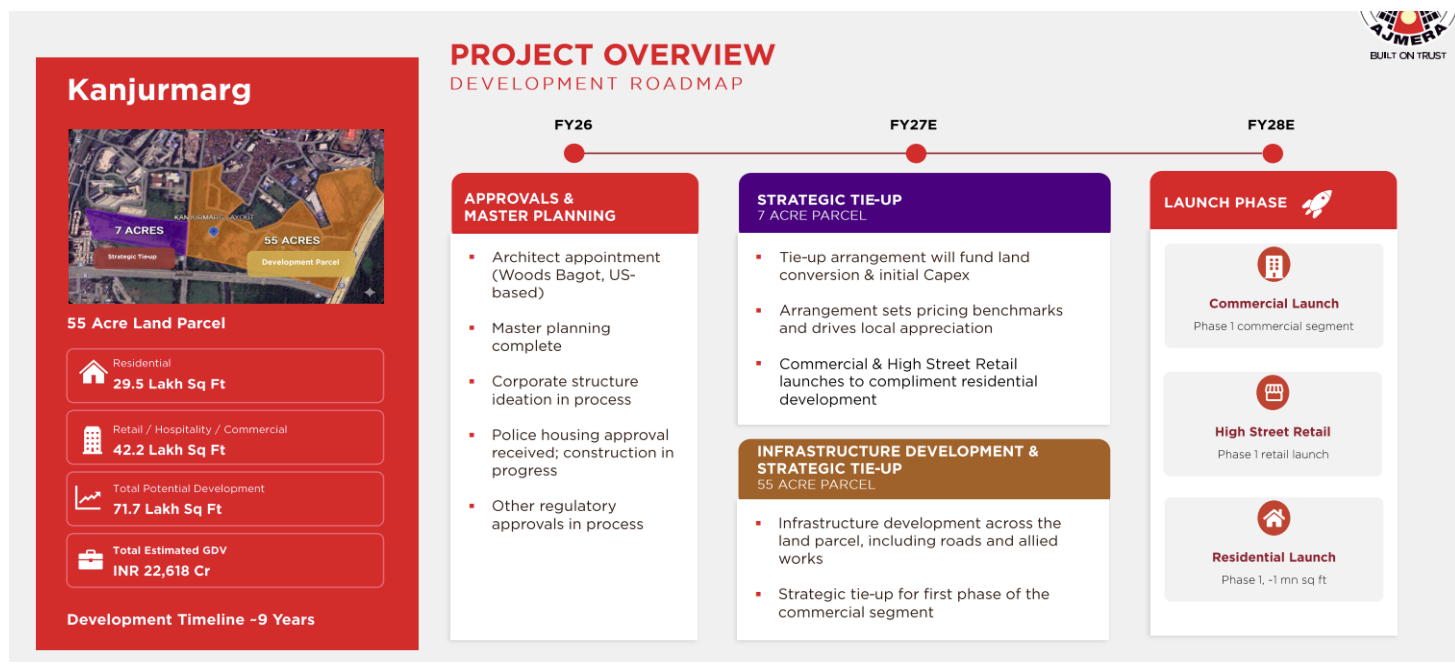 AJMERA
BUILT ON TRUST
PROJECT OVERVIEW
DEVELOPMENT ROADMAP
Kanjurmarg
KANJURMARG LAYOUT
7 ACRES
Strategic Tie-up
55 ACRES
Development Parcel
55 Acre Land Parcel
Residential
29.5 Lakh Sq Ft
Retail / Hospitality / Commercial
42.2 Lakh Sq Ft
Total Potential Development
71.7 Lakh Sq Ft
Total Estimated GDV
INR 22,618 Cr
Development Timeline ~9 Years
FY26
FY27E
FY28E
APPROVALS &
MASTER PLANNING
▪ Architect appointment
(Woods Bagot, US-
based)
▪ Master planning
complete
▪ Corporate structure
ideation in process
▪ Police housing approval
received; construction in
progress
▪ Other regulatory
approvals in process
STRATEGIC TIE-UP
7 ACRE PARCEL
▪ Tie-up arrangement will fund land
conversion & initial Capex
▪ Arrangement sets pricing benchmarks
and drives local appreciation
▪ Commercial & High Street Retail
launches to compliment residential
development
INFRASTRUCTURE DEVELOPMENT &
STRATEGIC TIE-UP
55 ACRE PARCEL
▪ Infrastructure development across the
land parcel, including roads and allied
works
▪ Strategic tie-up for first phase of the
commercial segment
LAUNCH PHASE
Commercial Launch
Phase 1 commercial segment
High Street Retail
Phase 1 retail launch
Residential Launch
Phase 1, ~1 mn sq ft